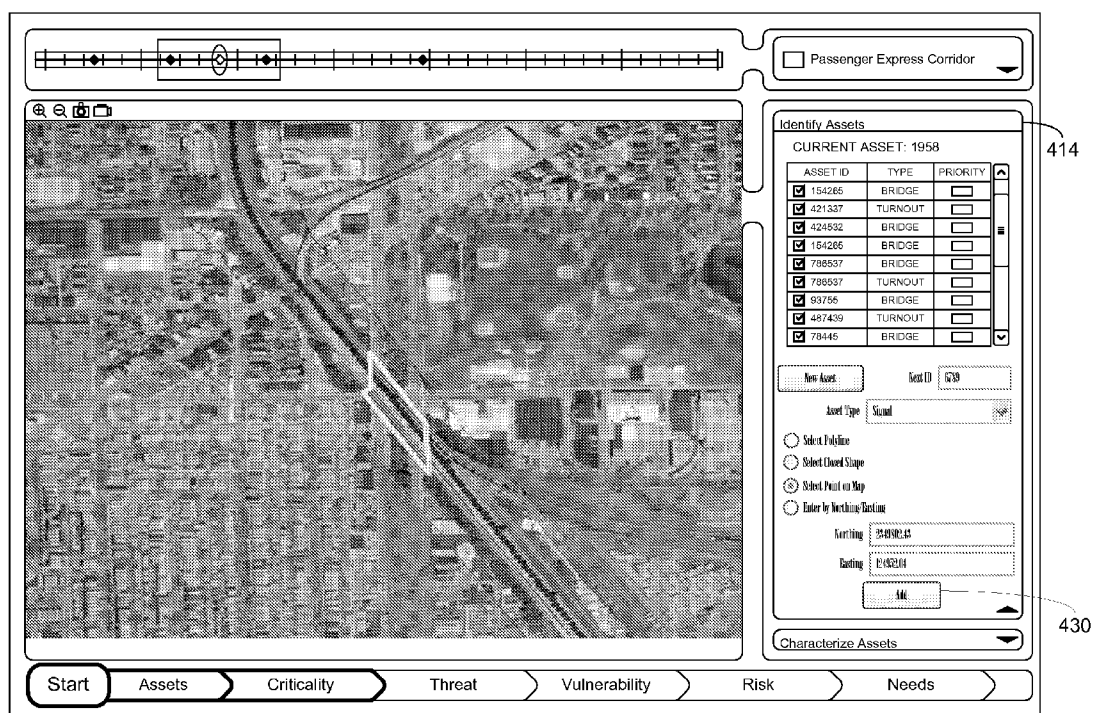 Passenger Express Corridor
Identify Assets
414
CURRENT ASSET: 1958
ASSET ID TYPE PRIORITY
154265 BRIDGE
421337 TURNOUT
424532 BRIDGE
154265 BRIDGE
786537 BRIDGE
786537 TURNOUT
93755 BRIDGE
487439 TURNOUT
78445 BRIDGE
New Asset Next ID 6789
Asset Type Signal
Select Polyline
Select Closed Shape
Select Point on Map
Enter by Northing/Easting
Northing
Easting
Add
430
Characterize Assets
Start Assets Criticality Threat Vulnerability Risk Needs